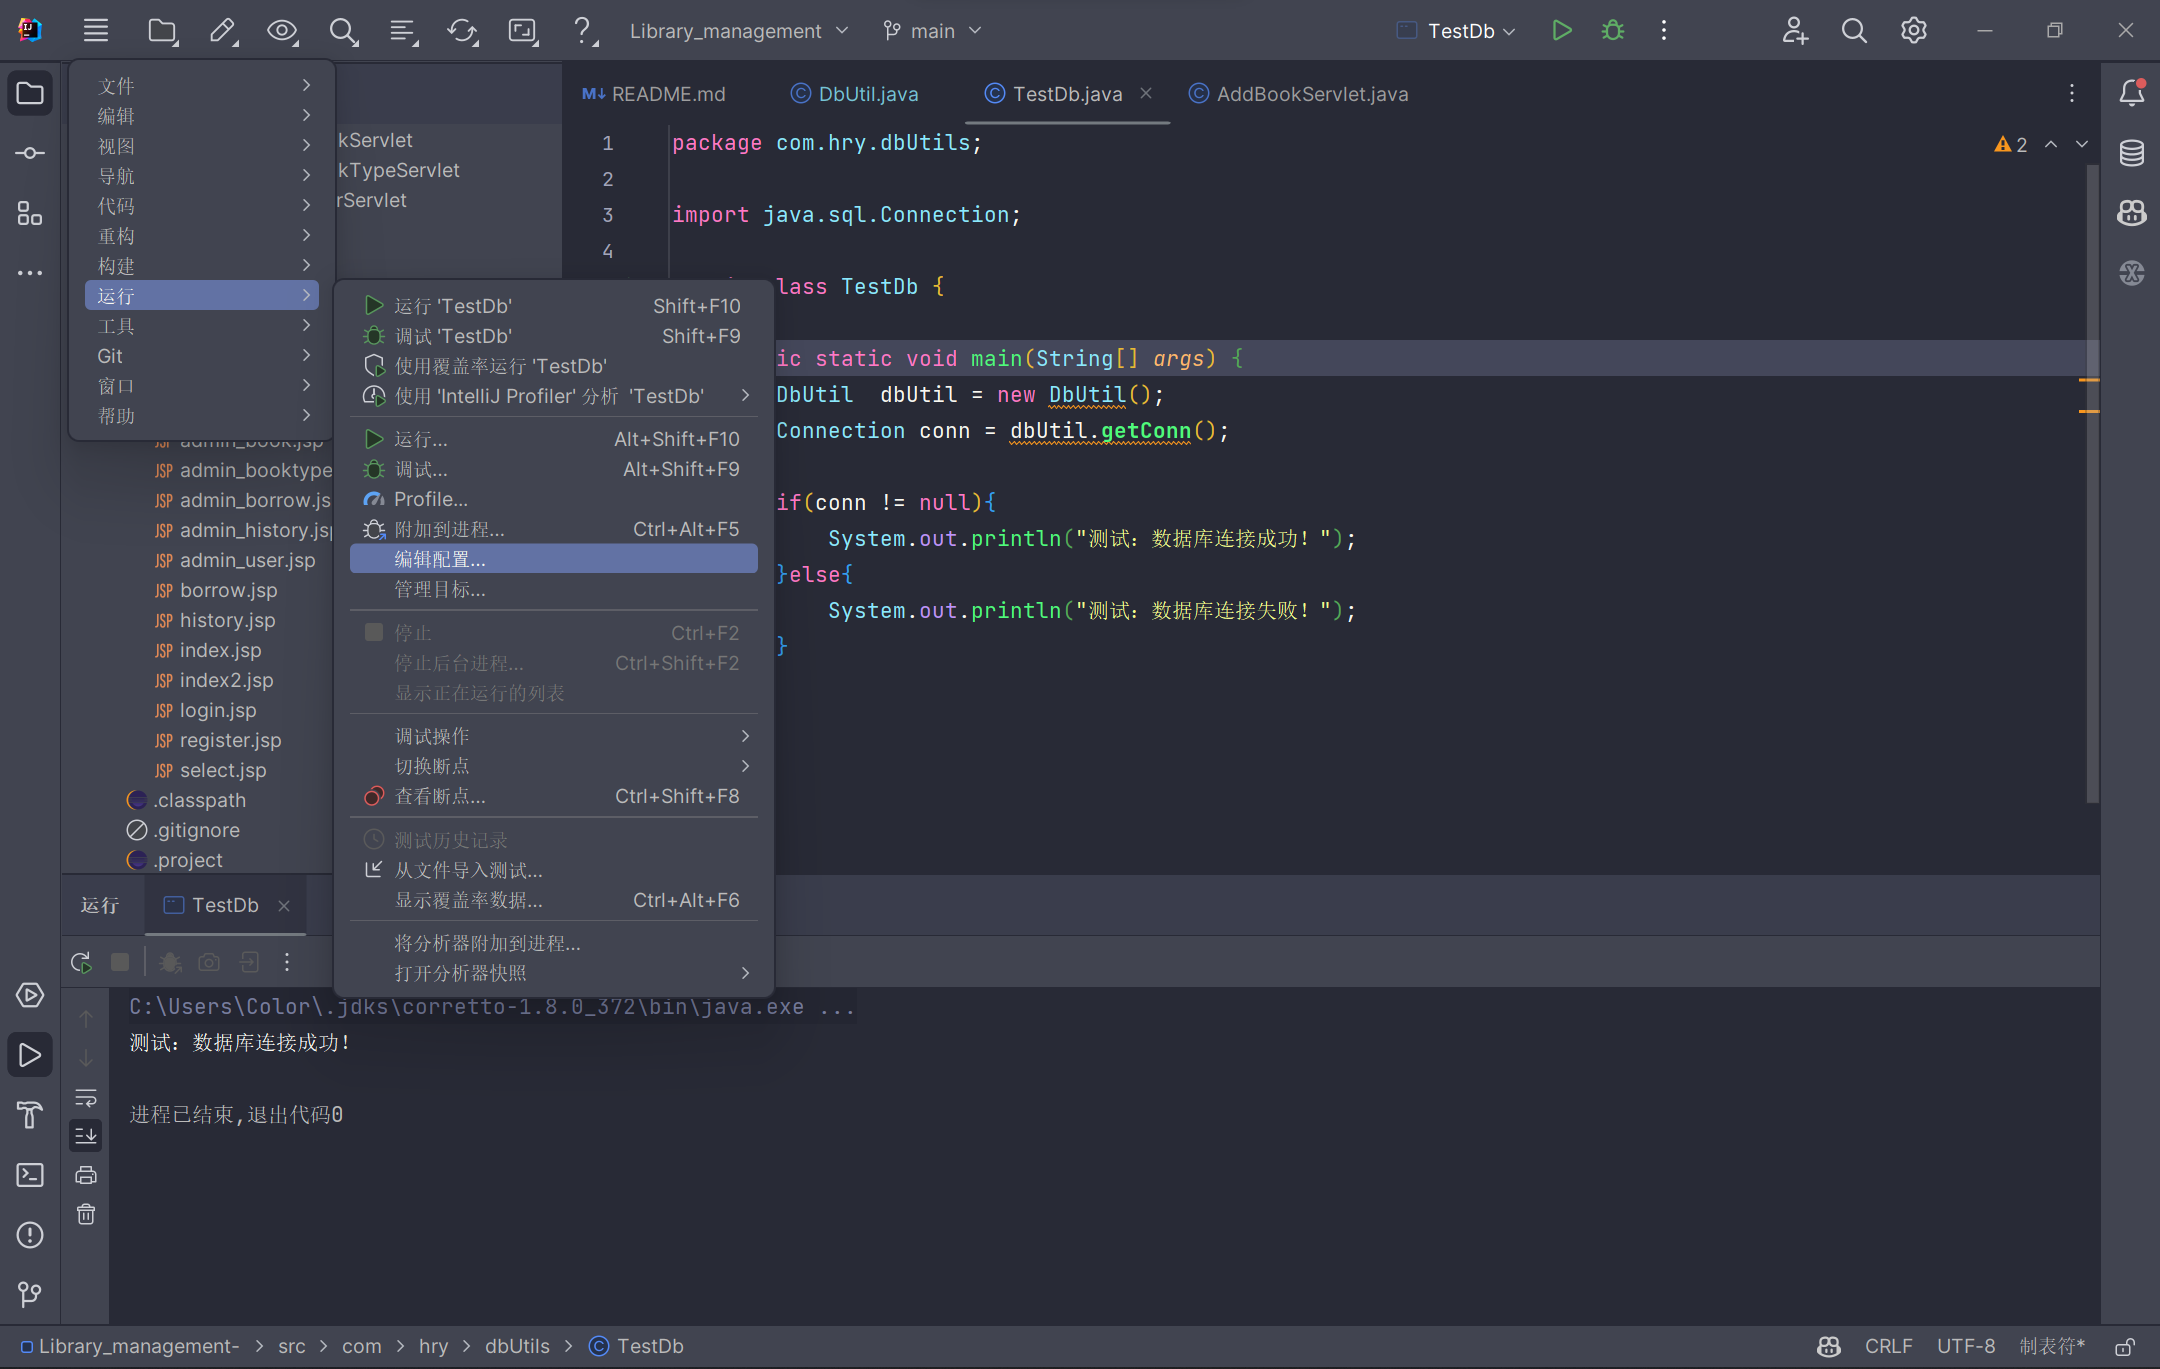 Library_management
main
TestDb
文件
编辑
视图
导航
代码
重构
构建
运行
工具
Git
窗口
帮助
kServlet
kTypeServlet
rServlet
README.md
DbUtil.java
TestDb.java
AddBookServlet.java
2
1 package com.hry.dbUtils;
2
3 import java.sql.Connection;
4
lass TestDb {
ic static void main(String[] args) {
DbUtil dbUtil = new DbUtil();
Connection conn = dbUtil.getConn();
if(conn != null){
System.out.println("测试：数据库连接成功！");
}else{
System.out.println("测试：数据库连接失败！");
}
运行 'TestDb' Shift+F10
调试 'TestDb' Shift+F9
使用覆盖率运行 'TestDb'
使用 'IntelliJ Profiler' 分析 'TestDb'
运行... Alt+Shift+F10
调试... Alt+Shift+F9
Profile...
附加到进程... Ctrl+Alt+F5
编辑配置...
管理目标...
停止 Ctrl+F2
停止后台进程... Ctrl+Shift+F2
显示正在运行的列表
调试操作
切换断点
查看断点... Ctrl+Shift+F8
测试历史记录
从文件导入测试...
显示覆盖率数据... Ctrl+Alt+F6
将分析器附加到进程...
打开分析器快照
JSP admin_book.jsp
JSP admin_booktype
JSP admin_borrow.js
JSP admin_history.jsp
JSP admin_user.jsp
JSP borrow.jsp
JSP history.jsp
JSP index.jsp
JSP index2.jsp
JSP login.jsp
JSP register.jsp
JSP select.jsp
.classpath
.gitignore
.project
运行
TestDb
C:\Users\Color\.jdks\corretto-1.8.0_372\bin\java.exe ...
测试：数据库连接成功！
进程已结束,退出代码0
Library_management- > src > com > hry > dbUtils > TestDb
CRLF
UTF-8
制表符*